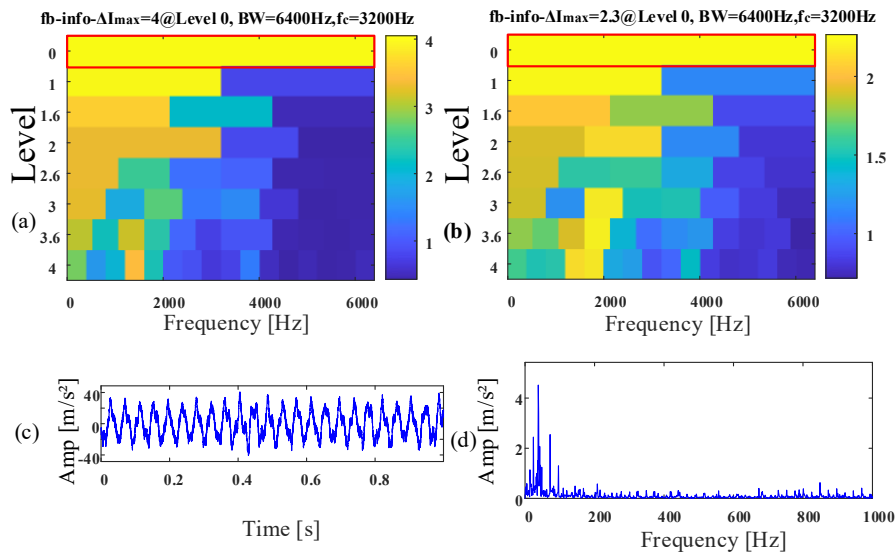 fb-info-ΔImax=4@Level 0, BW=6400Hz,fc=3200Hz
0
1
1.6
2
2.6
3
3.6
4
Level
(a)
0 2000 4000 6000
Frequency [Hz]
4
3
2
1
fb-info-ΔImax=2.3@Level 0, BW=6400Hz,fc=3200Hz
0
1
1.6
2
2.6
3
3.6
4
Level
(b)
0 2000 4000 6000
Frequency [Hz]
2
1.5
1
(c)
Amp [m/s²]
40
0
-40
0 0.2 0.4 0.6 0.8
Time [s]
(d)
Amp [m/s²]
4
2
0
0 200 400 600 800 1000
Frequency [Hz]